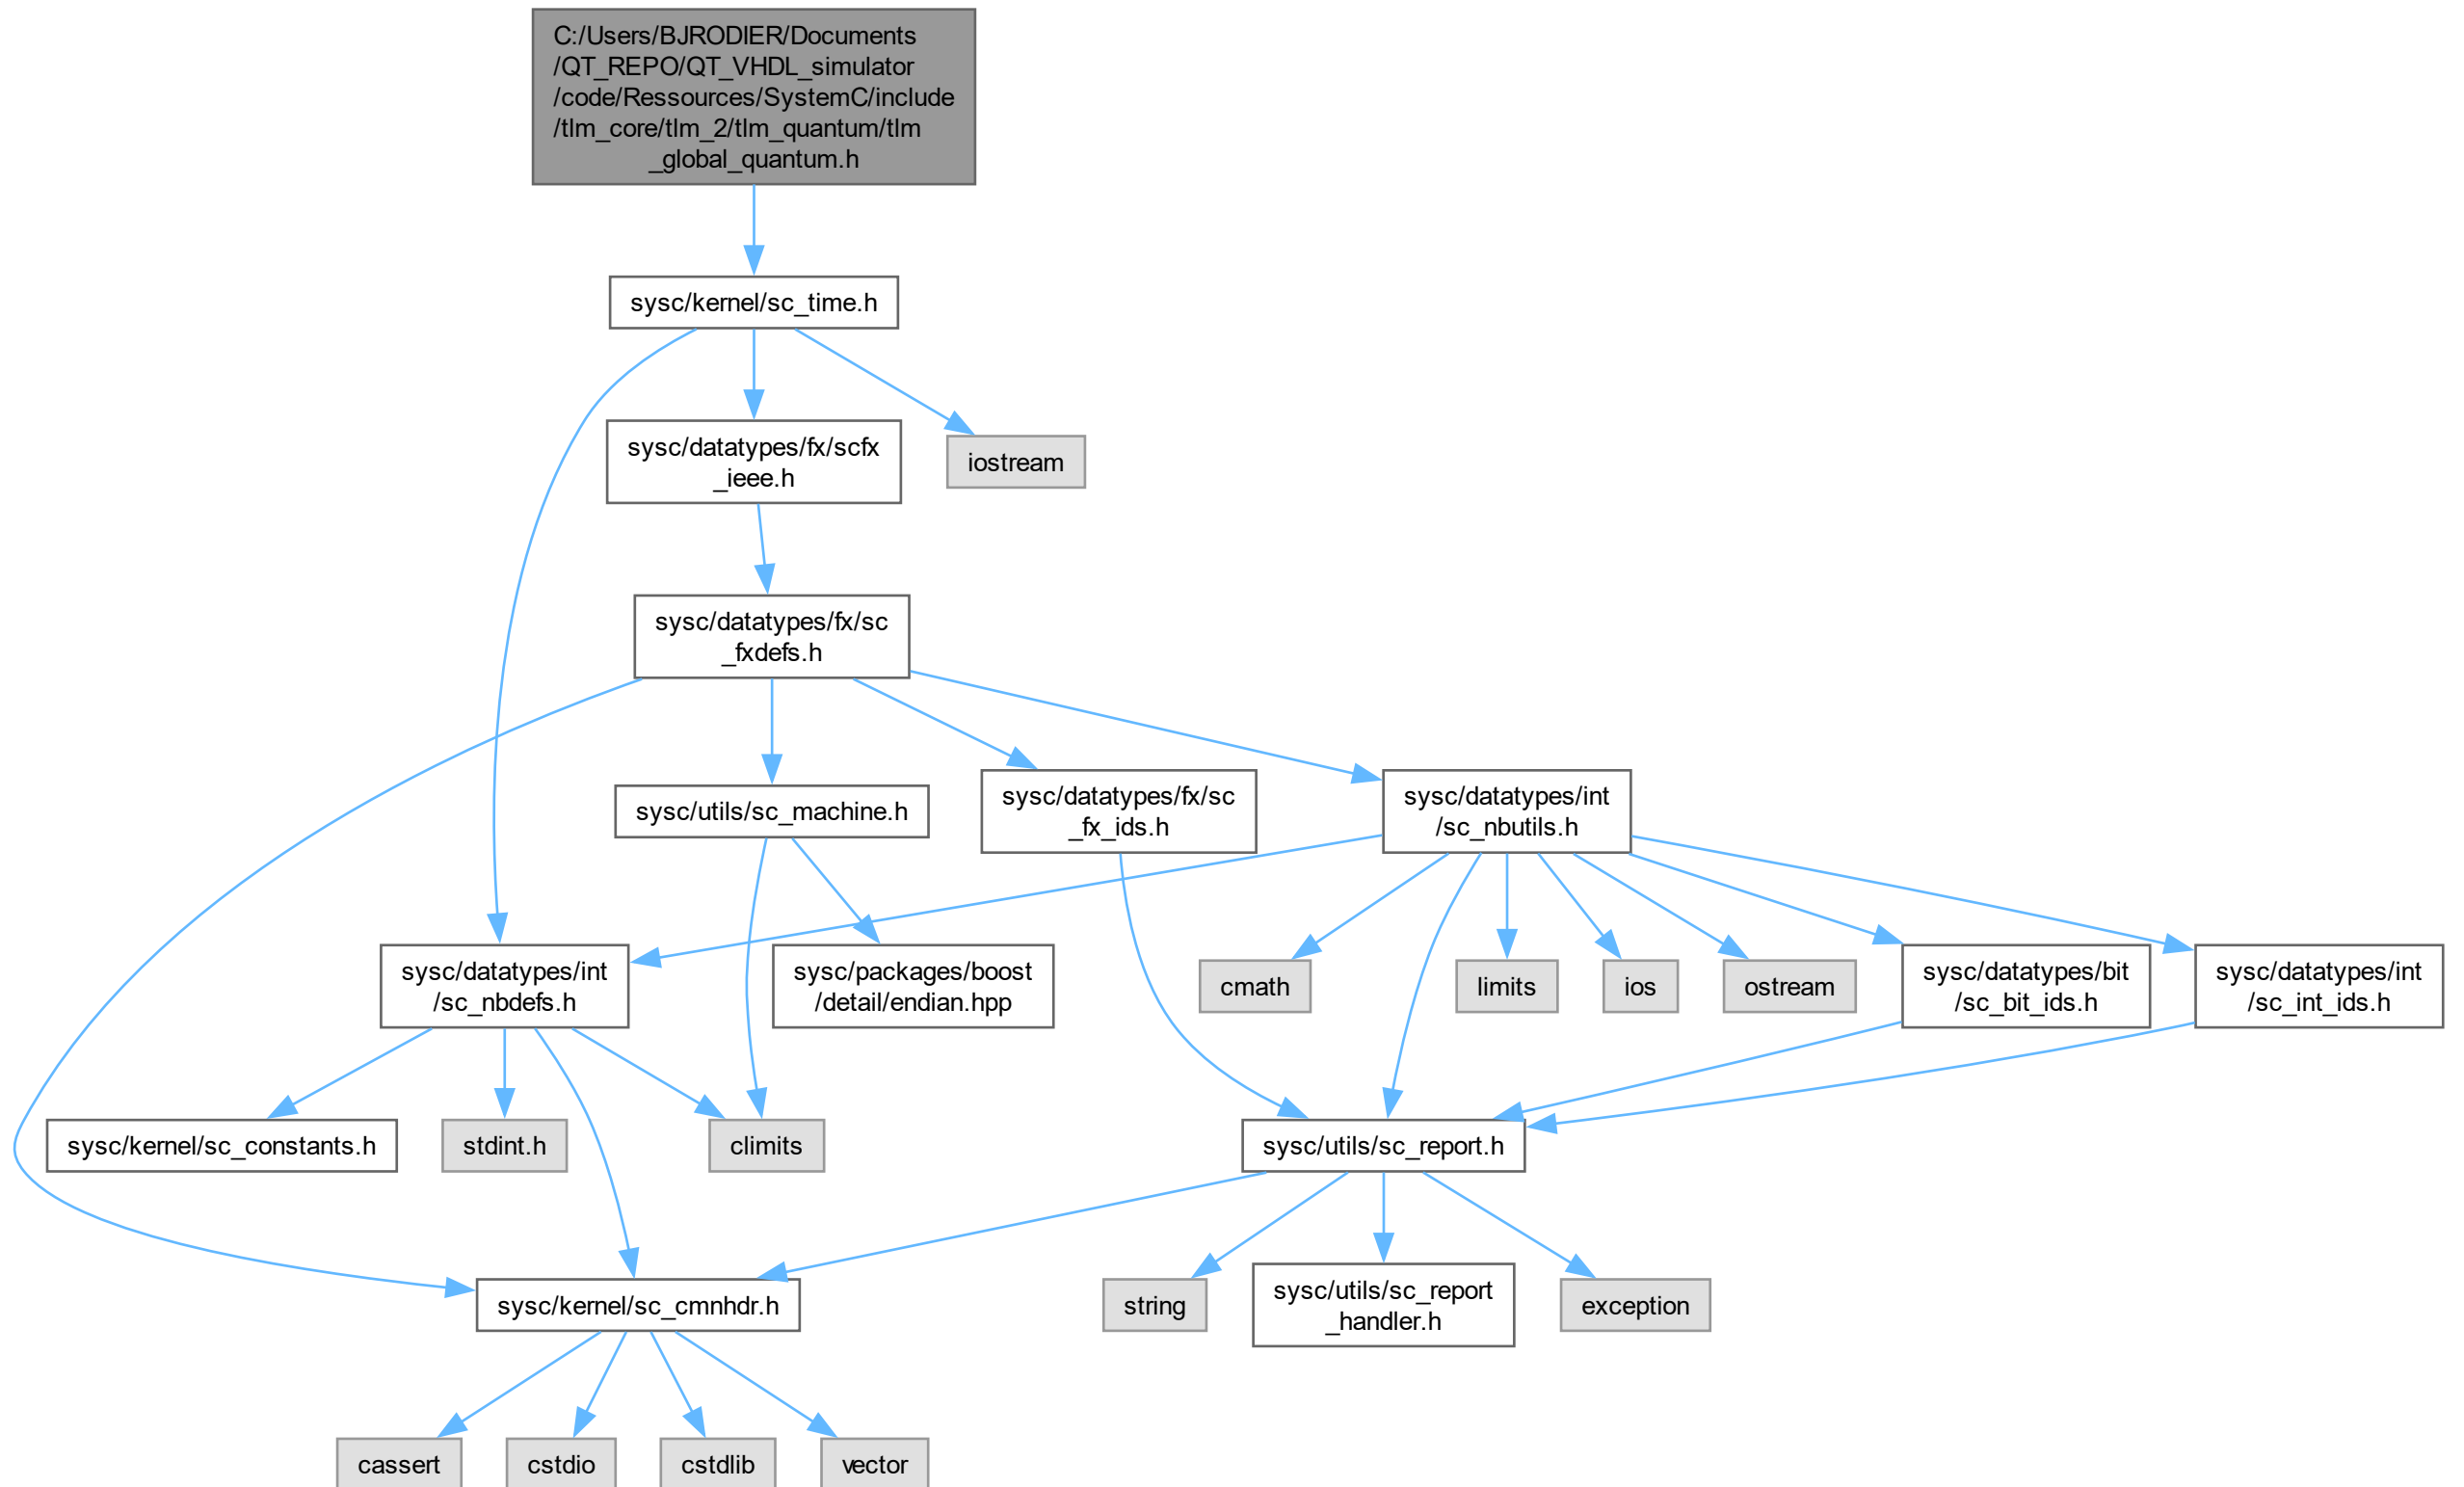 C:/Users/BJRODIER/Documents
/QT_REPO/QT_VHDL_simulator
/code/Ressources/SystemC/include
/tlm_core/tlm_2/tlm_quantum/tlm
_global_quantum.h
sysc/kernel/sc_time.h
sysc/datatypes/fx/scfx
_ieee.h
iostream
sysc/datatypes/fx/sc
_fxdefs.h
sysc/utils/sc_machine.h
sysc/datatypes/fx/sc
_fx_ids.h
sysc/datatypes/int
/sc_nbutils.h
sysc/datatypes/int
/sc_nbdefs.h
sysc/packages/boost
/detail/endian.hpp
cmath
limits
ios
ostream
sysc/datatypes/bit
/sc_bit_ids.h
sysc/datatypes/int
/sc_int_ids.h
sysc/kernel/sc_constants.h
stdint.h
climits
sysc/utils/sc_report.h
sysc/kernel/sc_cmnhdr.h
string
sysc/utils/sc_report
_handler.h
exception
cassert
cstdio
cstdlib
vector